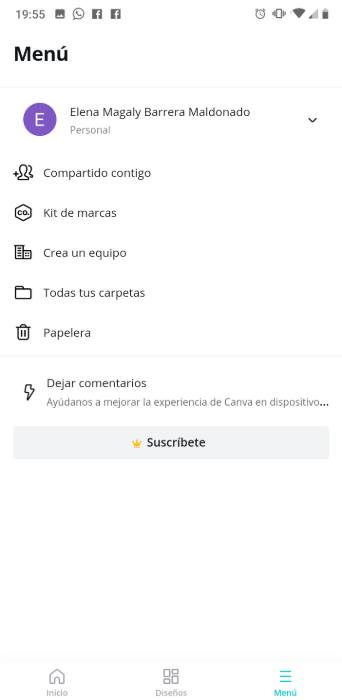 19:55
Menú
E
Elena Magaly Barrera Maldonado
Personal
Compartido contigo
CO.
Kit de marcas
Crea un equipo
Todas tus carpetas
Papelera
Dejar comentarios
Ayúdanos a mejorar la experiencia de Canva en dispositivo...
Suscríbete
Inicio
Diseños
Menú